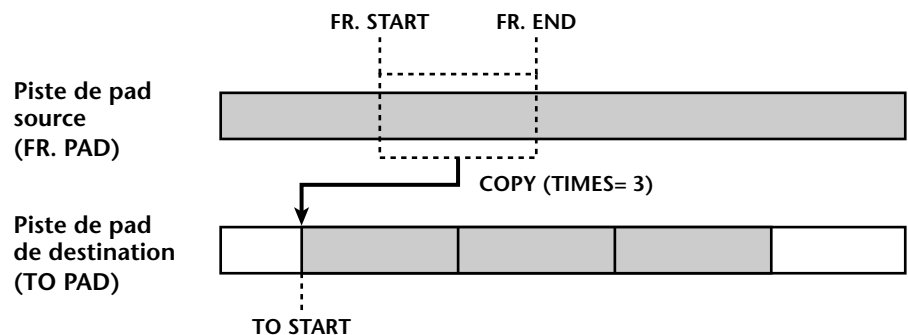 FR. START FR. END
Piste de pad
source
(FR. PAD)
COPY (TIMES= 3)
Piste de pad
de destination
(TO PAD)
TO START